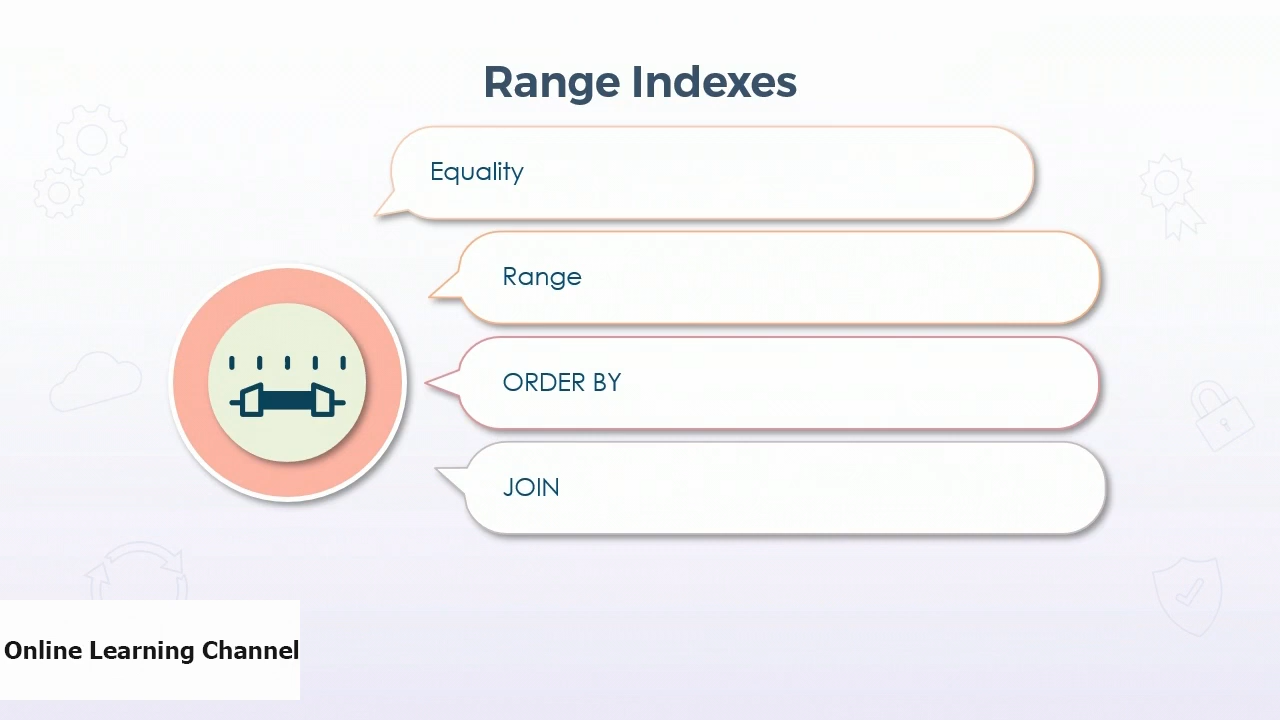 Range Indexes
Equality
Range
ORDER BY
JOIN
Online Learning Channel